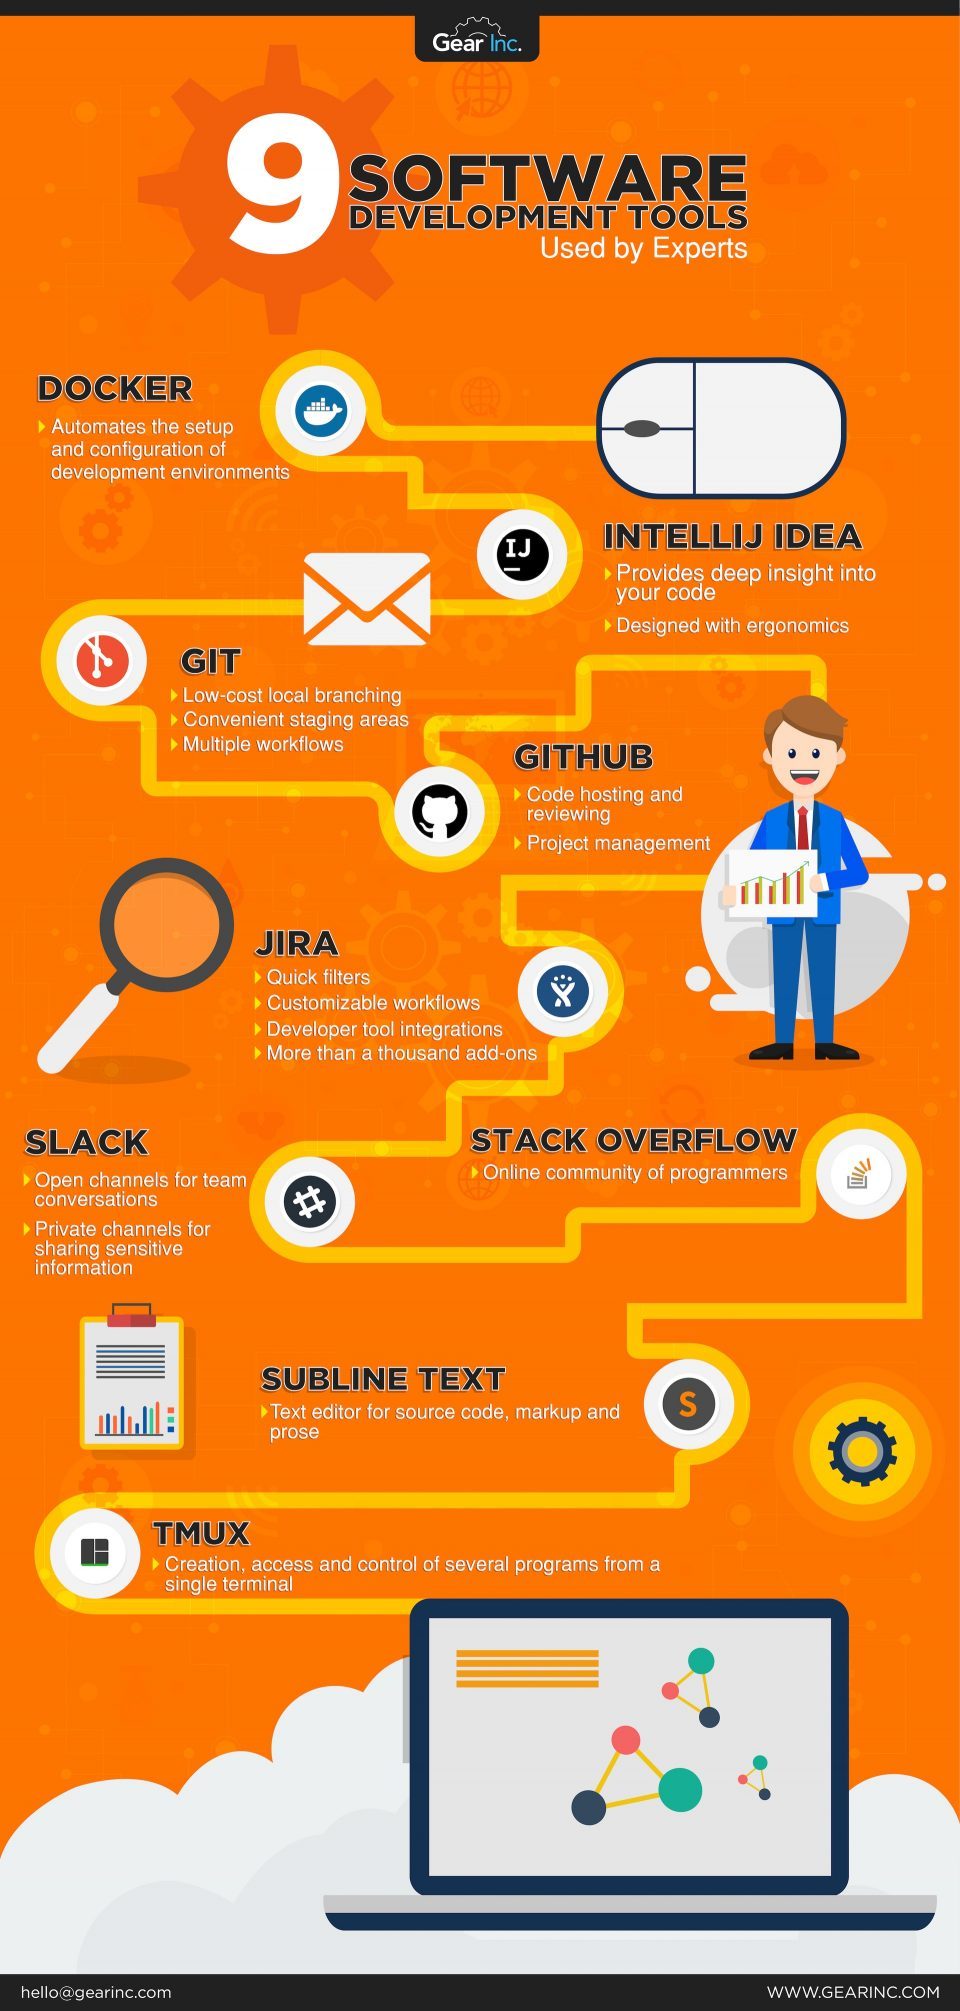 Gear Inc.
9 SOFTWARE
DEVELOPMENT TOOLS
Used by Experts
DOCKER
Automates the setup
and configuration of
development environments
IJ
INTELLIJ IDEA
Provides deep insight into
your code
Designed with ergonomics
GIT
Low-cost local branching
Convenient staging areas
Multiple workflows
GITHUB
Code hosting and
reviewing
Project management
JIRA
Quick filters
Customizable workflows
Developer tool integrations
More than a thousand add-ons
SLACK
Open channels for team
conversations
Private channels for
sharing sensitive
information
STACK OVERFLOW
Online community of programmers
SUBLINE TEXT
Text editor for source code, markup and
prose
S
TMUX
Creation, access and control of several programs from a
single terminal
hello@gearinc.com
WWW.GEARINC.COM